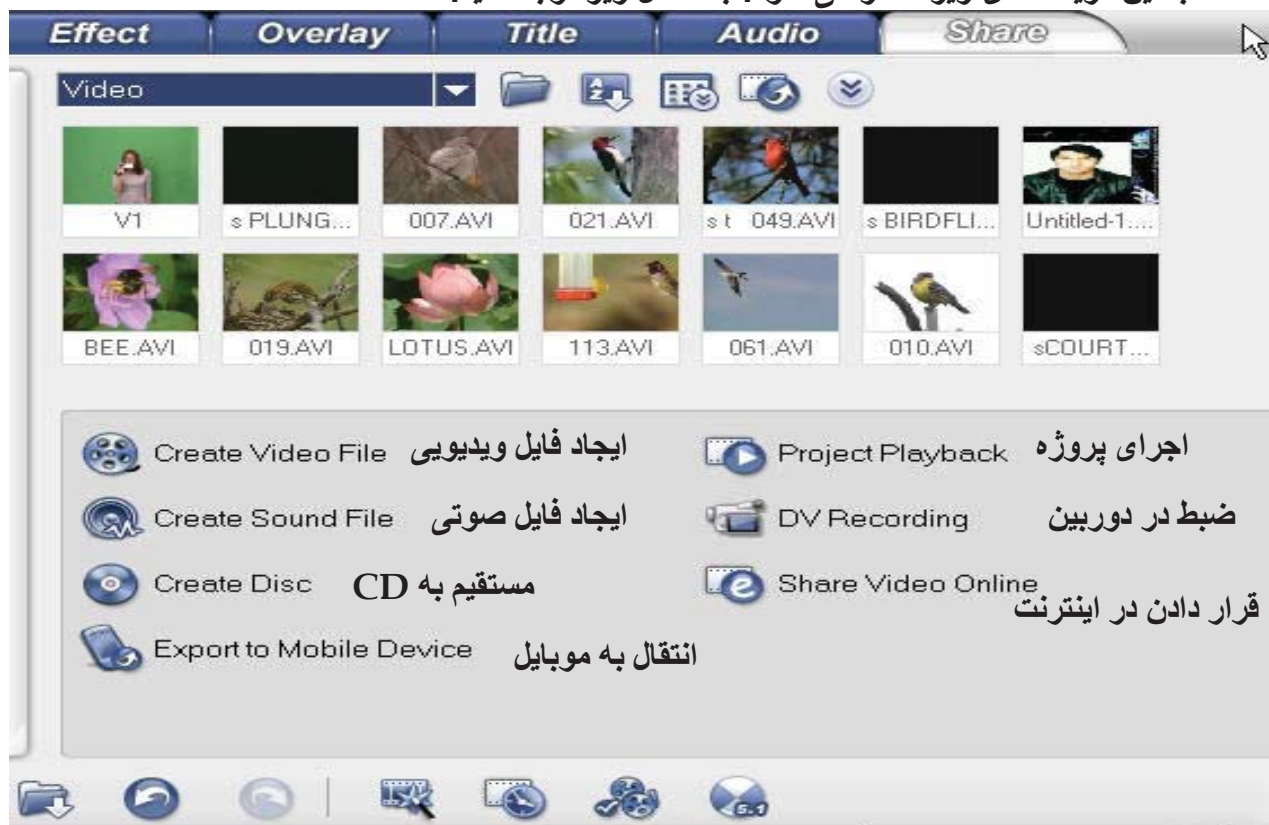 Effect Overlay Title Audio Share
Video
V1 s PLUNG... 007.AVI 021.AVI s t 049.AVI s BIRDFLI... Untitled-1....
BEE.AVI 019.AVI LOTUS.AVI 113.AVI 061.AVI 010.AVI sCOURT...
Create Video File ایجاد فایل ویدیویی Project Playback اجرای پروژه
Create Sound File ایجاد فایل صوتی DV Recording ضبط در دوربین
Create Disc مستقیم به CD Share Video Online قرار دادن در اینترنت
Export to Mobile Device انتقال به موبایل
5.1